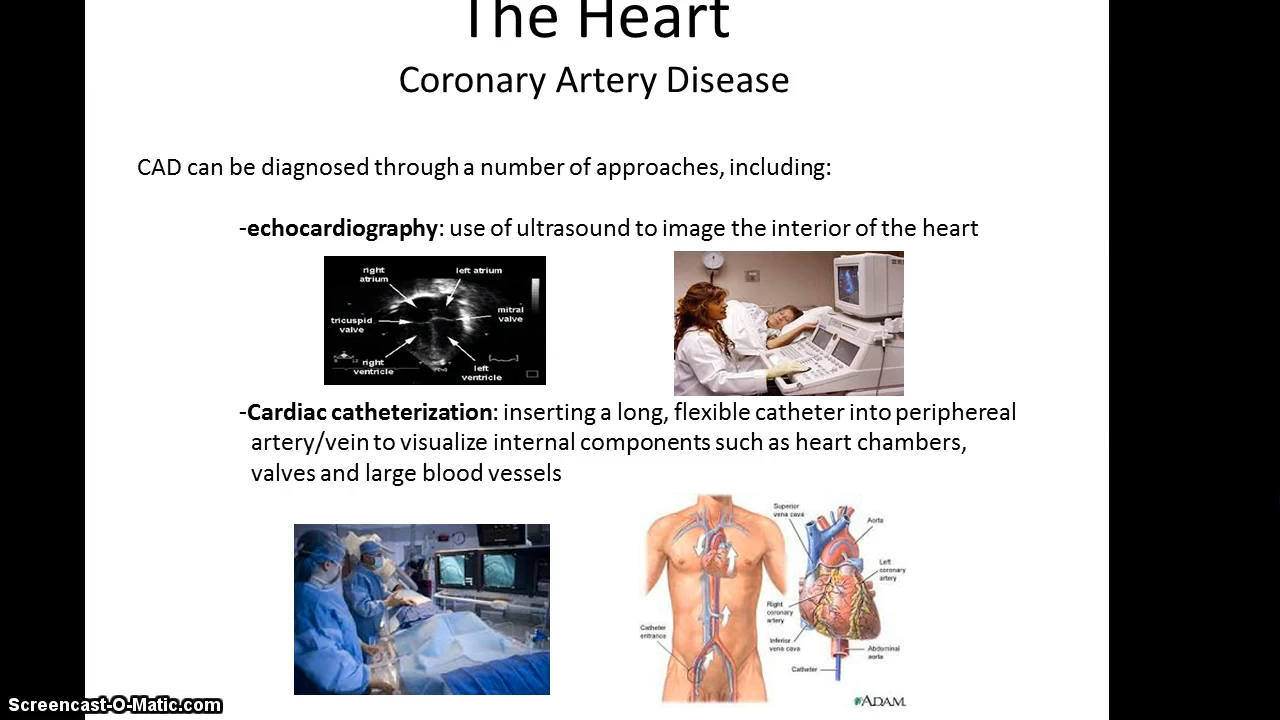 The Heart
Coronary Artery Disease
CAD can be diagnosed through a number of approaches, including:
-echocardiography: use of ultrasound to image the interior of the heart
right
atrium
left atrium
tricuspid
valve
mitral
valve
right
ventricle
left
ventricle
-Cardiac catheterization: inserting a long, flexible catheter into periphereal
artery/vein to visualize internal components such as heart chambers,
valves and large blood vessels
Superior
vena cava
Aorta
Left
coronary
artery
Right
coronary
artery
Catheter
entrance
Inferior
vena cava
Abdominal
aorta
Catheter
ADAM.
Screencast-O-Matic.com